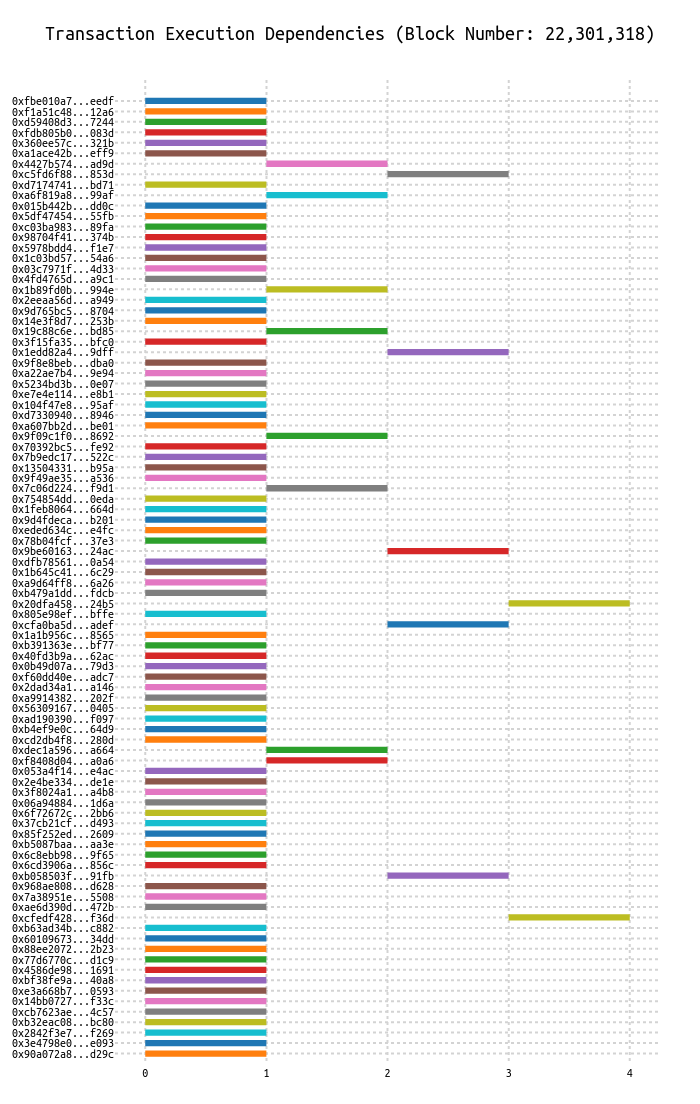 Transaction Execution Dependencies (Block Number: 22,301,318)
0xfbe010a7...eedf
0xf1a51c48...12a6
0xd59408d3...7244
0xfdb805b0...083d
0x360ee57c...321b
0xa1ace42b...eff9
0x4427b574...ad9d
0xc5fd6f88...853d
0xd7174741...bd71
0xa6f819a8...99af
0x015b442b...dd0c
0x5df47454...55fb
0xc03ba983...89fa
0x98704f41...374b
0x5978bdd4...f1e7
0x1c03bd57...54a6
0x03c7971f...4d33
0x4fd4765d...a9c1
0x1b89fd0b...994e
0x2eeaa56d...a949
0x9d765bc5...8704
0x14e3f8d7...253b
0x19c88c6e...bd85
0x3f15fa35...bfc0
0x1edd82a4...9dff
0x9f8e8beb...dba0
0xa22ae7b4...9e94
0x5234bd3b...0e07
0xe7e4e114...e8b1
0x104f47e8...95af
0xd7330940...8946
0xa607bb2d...be01
0x9f09c1f0...8692
0x70392bc5...fe92
0x7b9edc17...522c
0x13504331...b95a
0x9f49ae35...a536
0x7c06d224...f9d1
0x754854dd...0eda
0x1feb8064...664d
0x9d4fdeca...b201
0xeded634c...e4fc
0x78b04fcf...37e3
0x9be60163...24ac
0xdfb78561...0a54
0x1b645c41...6c29
0xa9d64ff8...6a26
0xb479a1dd...fdcb
0x20dfa458...24b5
0x805e98ef...bffe
0xcfa0ba5d...adef
0x1a1b956c...8565
0xb391363e...bf77
0x40fd3b9a...62ac
0x0b49d07a...79d3
0xf60dd40e...adc7
0x2dad34a1...a146
0xa9914382...202f
0x56309167...0405
0xad190390...f097
0xb4ef9e0c...64d9
0xcd2db4f8...280d
0xdec1a596...a664
0xf8408d04...a0a6
0x053a4f14...e4ac
0x2e4be334...de1e
0x3f8024a1...a4b8
0x06a94884...1d6a
0x6f72672c...2bb6
0x37cb21cf...d493
0x85f252ed...2609
0xb5087baa...aa3e
0x6c8ebb98...9f65
0x6cd3906a...856c
0xb058503f...91fb
0x968ae808...d628
0x7a38951e...5508
0xae6d390d...472b
0xcfedf428...f36d
0xb63ad34b...c882
0x60109673...34dd
0x88ee2072...2b23
0x77d6770c...d1c9
0x4586de98...1691
0xbf38fe9a...40a8
0xe3a668b7...0593
0x14bb0727...f33c
0xcb7623ae...4c57
0xb32eac08...bc80
0x2842f3e7...f269
0x3e4798e0...e093
0x90a072a8...d29c
0 1 2 3 4